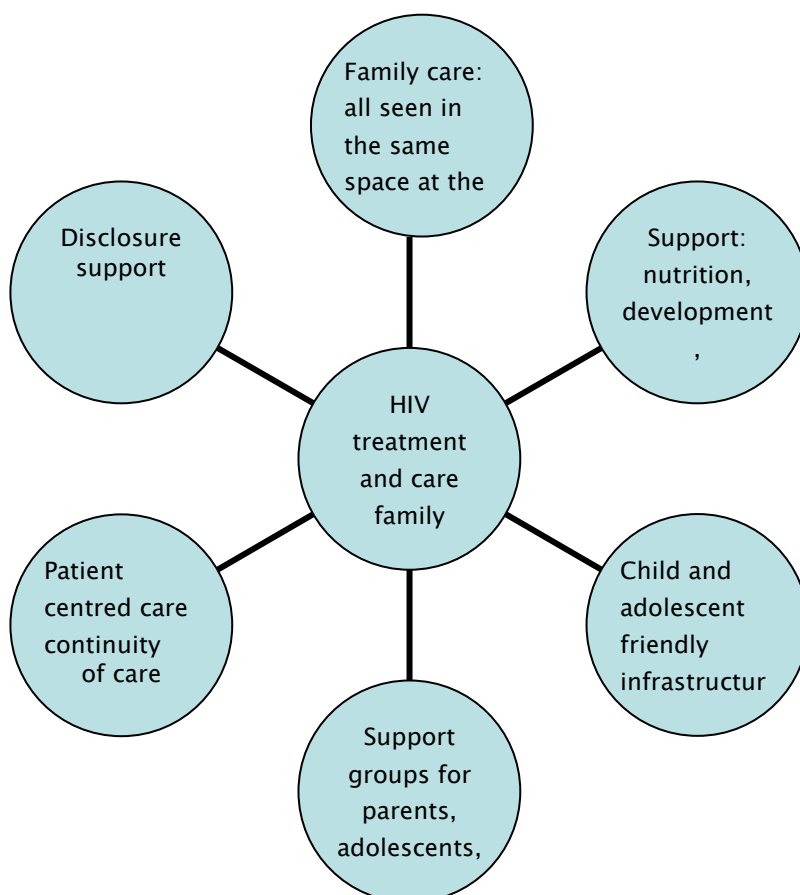 Family care:
all seen in
the same
space at the
Disclosure
support
Support:
nutrition,
development
,
HIV
treatment
and care
family
Patient
centred care
continuity
of care
Child and
adolescent
friendly
infrastructur
Support
groups for
parents,
adolescents,